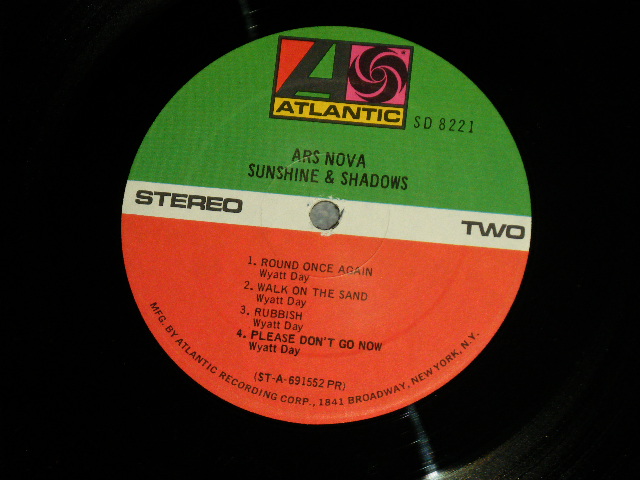 A
ATLANTIC
SD 8221
ARS NOVA
SUNSHINE & SHADOWS
STEREO
TWO
1. ROUND ONCE AGAIN
Wyatt Day
2. WALK ON THE SAND
Wyatt Day
3. RUBBISH
Wyatt Day
4. PLEASE DON'T GO NOW
Wyatt Day
(ST-A-691552 PR)
MFG. BY ATLANTIC RECORDING CORP., 1841 BROADWAY, NEW YORK, N.Y.